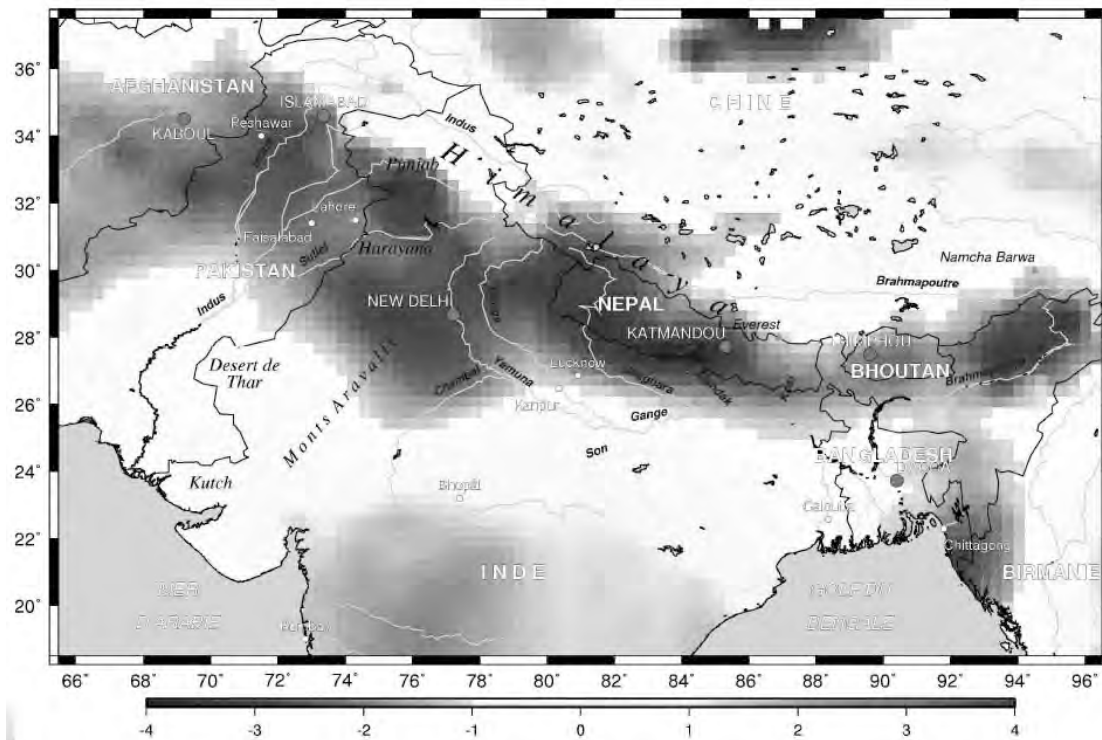 36°
34°
32°
30°
28°
26°
24°
22°
20°
AFGHANISTAN
ISLAMABAD
CHINE
KABOUL
Peshawar
Indus
Punjab
H i m a a y a
Lahore
Faisalabad
Sutlej
Harayana
PAKISTAN
Namcha Barwa
Indus
Brahmapoutre
NEW DELHI
NEPAL
KATMANDOU
Everest
THIMPHOU
Desert de
Thar
Lucknow
BHOUTAN
Chambal
Yamuna
Gandak
Kanpur
Monts Aravalli
Gange
Son
BANGLADESH
Kutch
Bhopal
Calcutta
Chittagong
INDE
BIRMANIE
MER
D'ARABIE
GOLFE DU
BENGALE
66° 68° 70° 72° 74° 76° 78° 80° 82° 84° 86° 88° 90° 92° 94° 96°
-4 -3 -2 -1 0 1 2 3 4